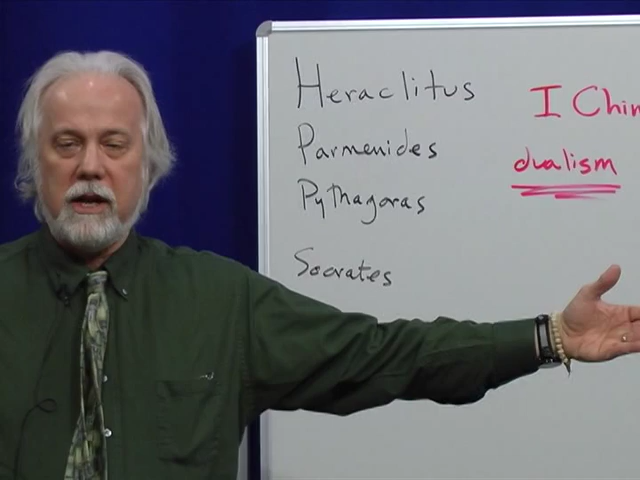 Heraclitus
I Chin
Parmenides
dualism
Pythagoras
Socrates